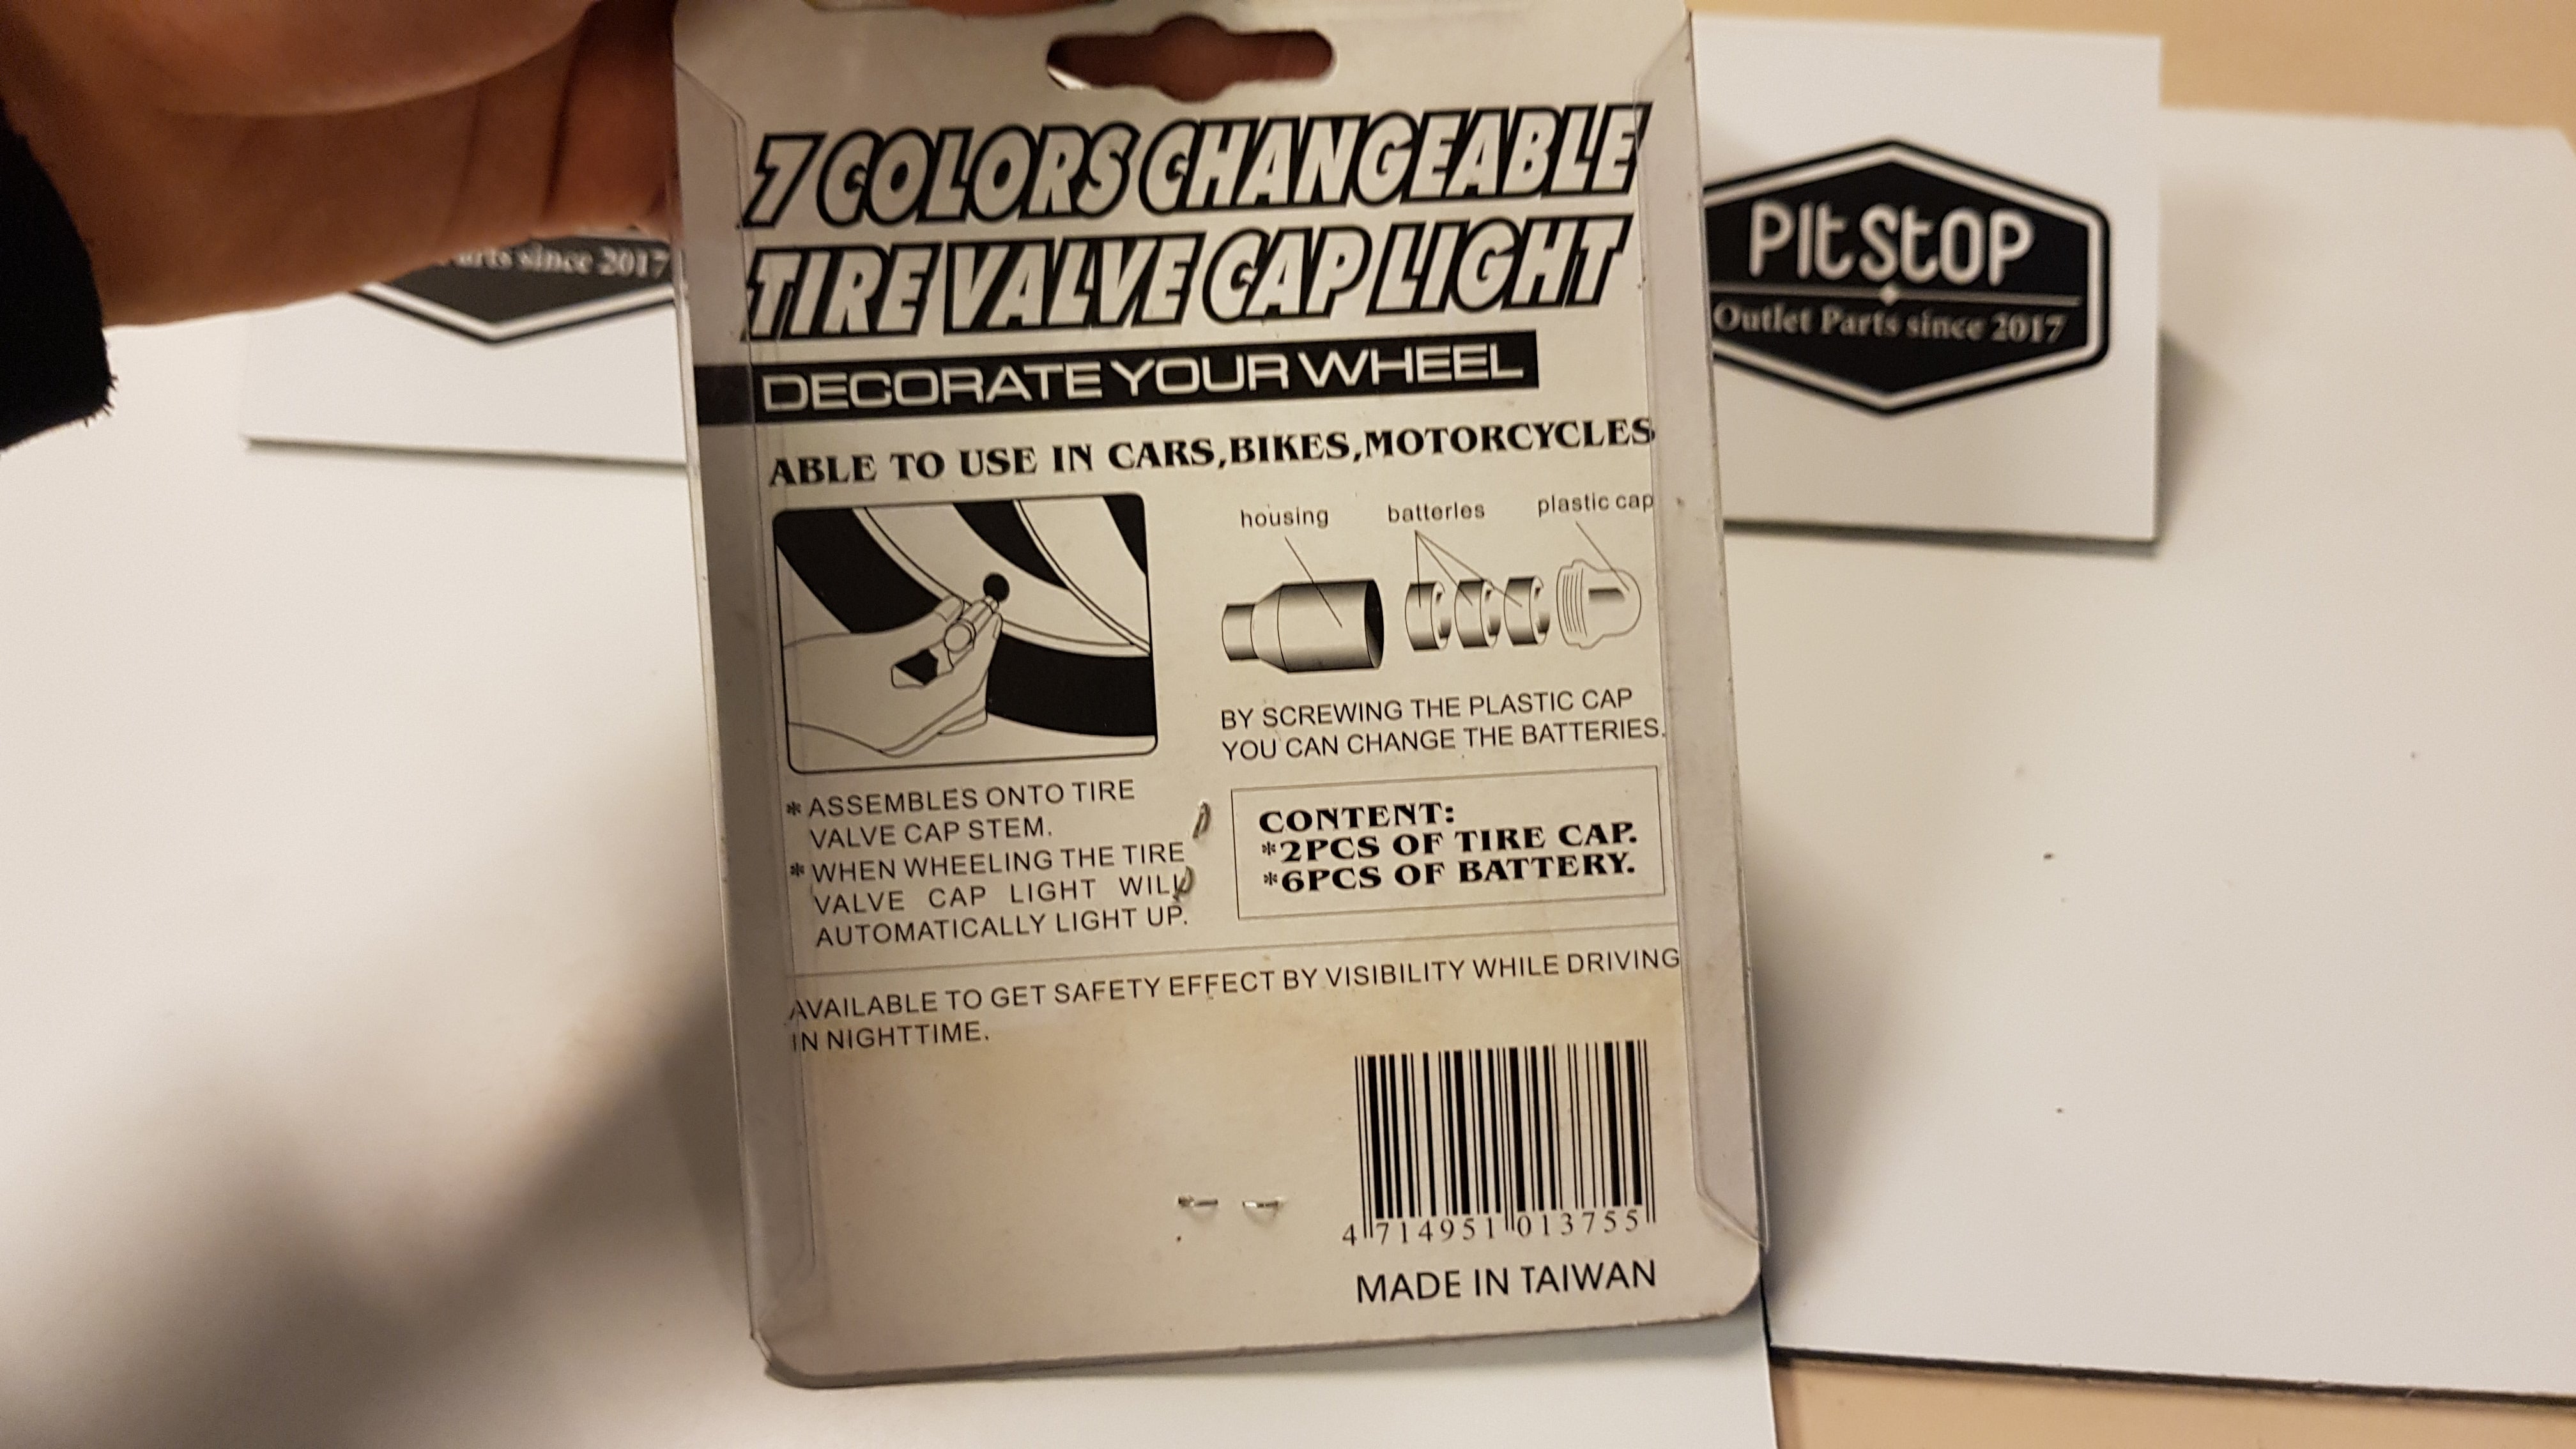 7 COLORS CHANGEABLE
TIRE VALVE CAP LIGHT
DECORATE YOUR WHEEL
ABLE TO USE IN CARS,BIKES,MOTORCYCLES
housing
batteries
plastic cap
BY SCREWING THE PLASTIC CAP
YOU CAN CHANGE THE BATTERIES.
* ASSEMBLES ONTO TIRE
VALVE CAP STEM.
* WHEN WHEELING THE TIRE
VALVE CAP LIGHT WILL
AUTOMATICALLY LIGHT UP.
CONTENT:
*2PCS OF TIRE CAP.
*6PCS OF BATTERY.
AVAILABLE TO GET SAFETY EFFECT BY VISIBILITY WHILE DRIVING
IN NIGHTTIME.
4 714951 013755
MADE IN TAIWAN
PitStOP
Outlet Parts since 2017
since 2017